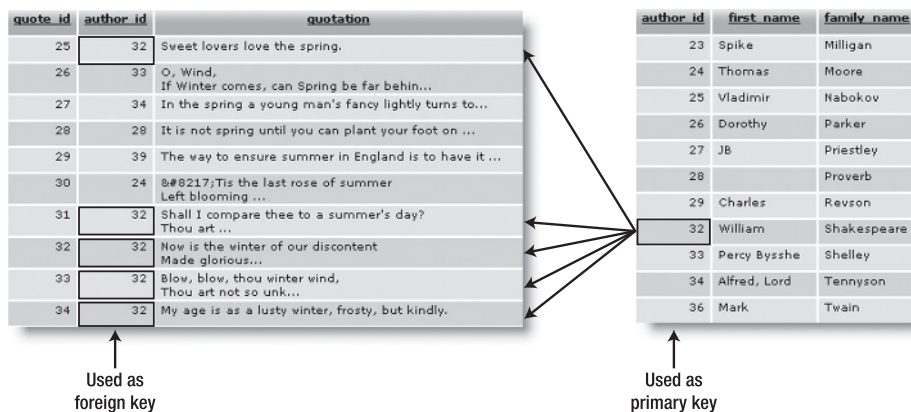 quote_id author_id quotation
25 32 Sweet lovers love the spring.
26 33 O, Wind,
If Winter comes, can Spring be far behin...
27 34 In the spring a young man's fancy lightly turns to...
28 28 It is not spring until you can plant your foot on ...
29 39 The way to ensure summer in England is to have it ...
30 24 &#8217;Tis the last rose of summer
Left blooming ...
31 32 Shall I compare thee to a summer's day?
Thou art ...
32 32 Now is the winter of our discontent
Made glorious...
33 32 Blow, blow, thou winter wind,
Thou art not so unk...
34 32 My age is as a lusty winter, frosty, but kindly.
Used as
foreign key
author_id first_name family_name
23 Spike Milligan
24 Thomas Moore
25 Vladimir Nabokov
26 Dorothy Parker
27 JB Priestley
28 Proverb
29 Charles Revson
32 William Shakespeare
33 Percy Bysshe Shelley
34 Alfred, Lord Tennyson
36 Mark Twain
Used as
primary key